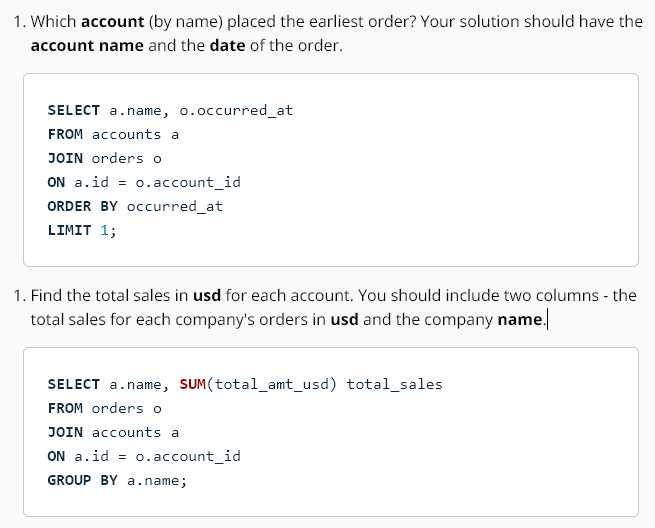 1. Which account (by name) placed the earliest order? Your solution should have the
account name and the date of the order.
SELECT a.name, o.occurred_at
FROM accounts a
JOIN orders o
ON a.id = o.account_id
ORDER BY occurred_at
LIMIT 1;
1. Find the total sales in usd for each account. You should include two columns - the
total sales for each company's orders in usd and the company name.
SELECT a.name, SUM(total_amt_usd) total_sales
FROM orders o
JOIN accounts a
ON a.id = o.account_id
GROUP BY a.name;